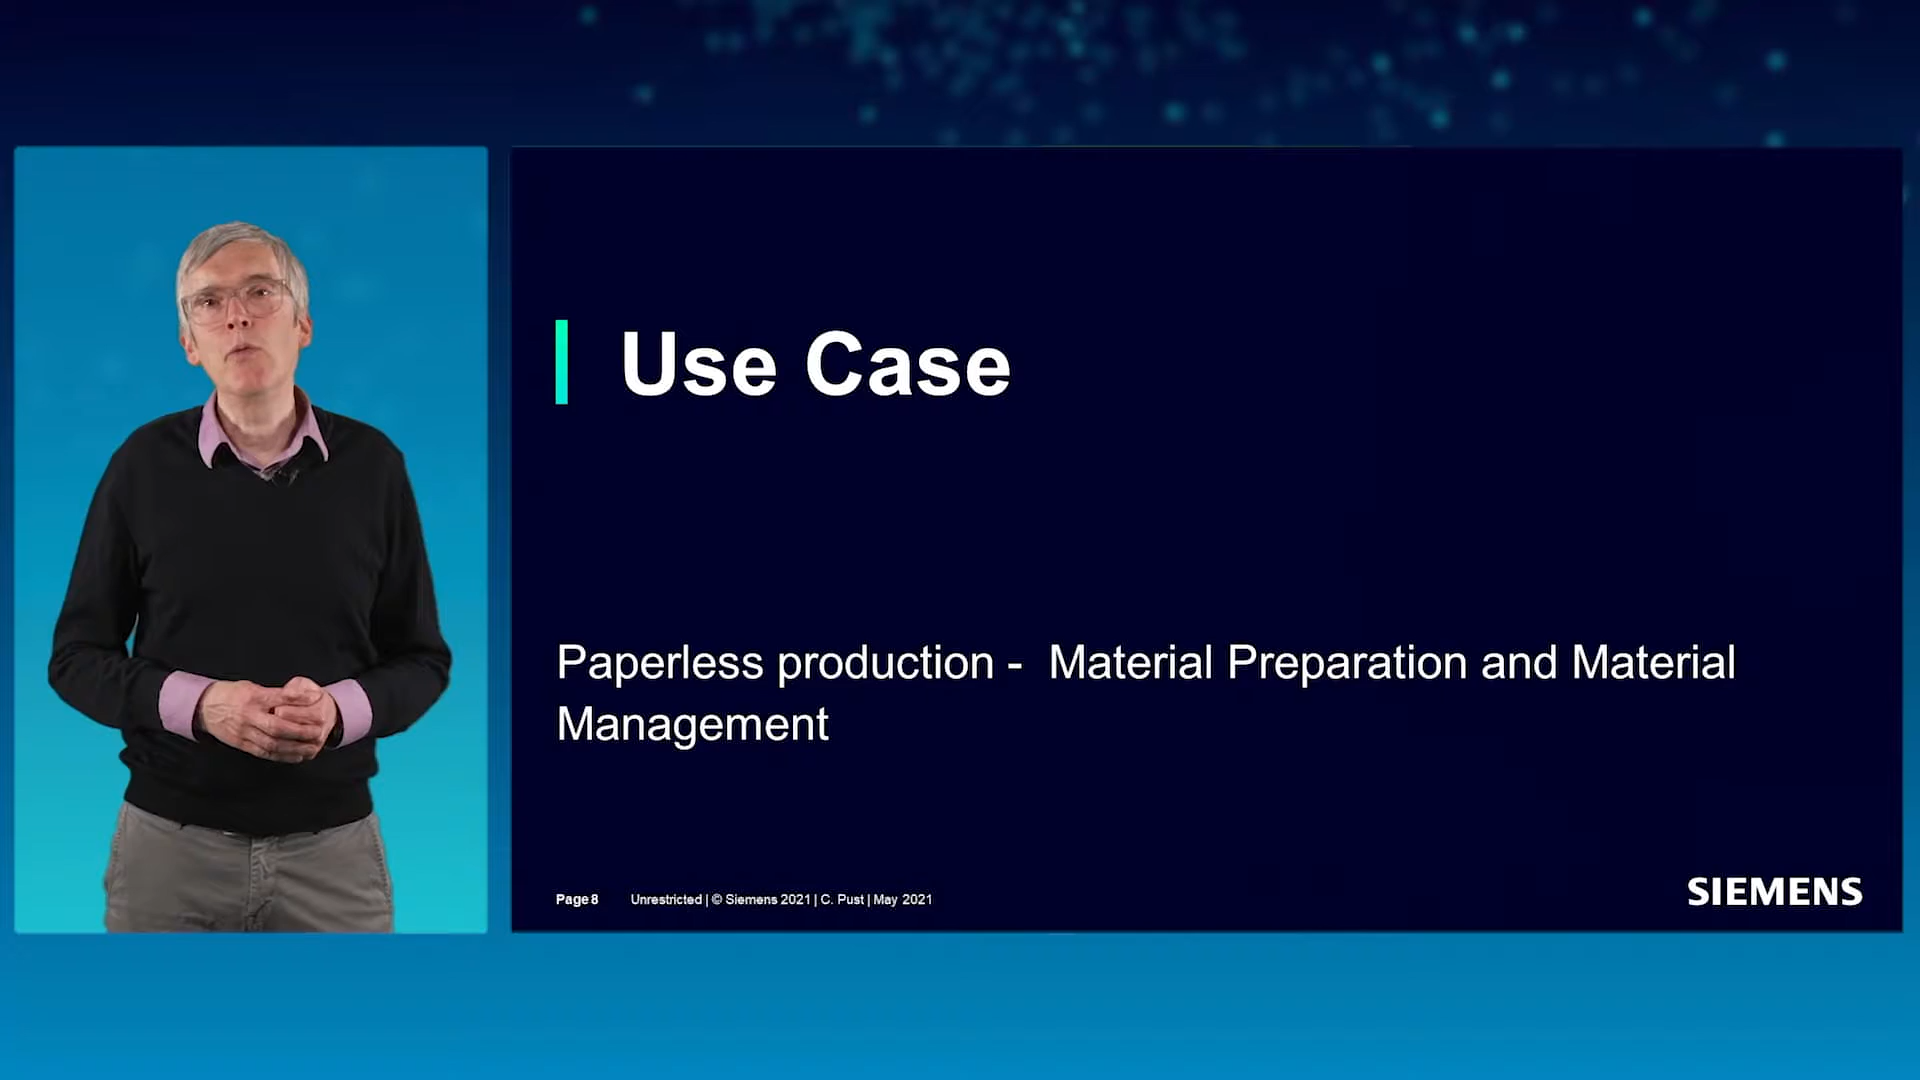 Use Case
Paperless production -  Material Preparation and Material
Management
Page 8 Unrestricted | © Siemens 2021 | C. Pust | May 2021
SIEMENS